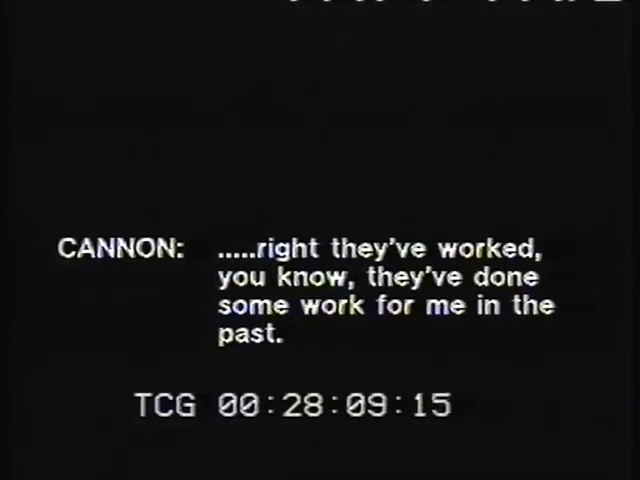 CANNON: .....right they've worked,
you know, they've done
some work for me in the
past.
TCG 00:28:09:15